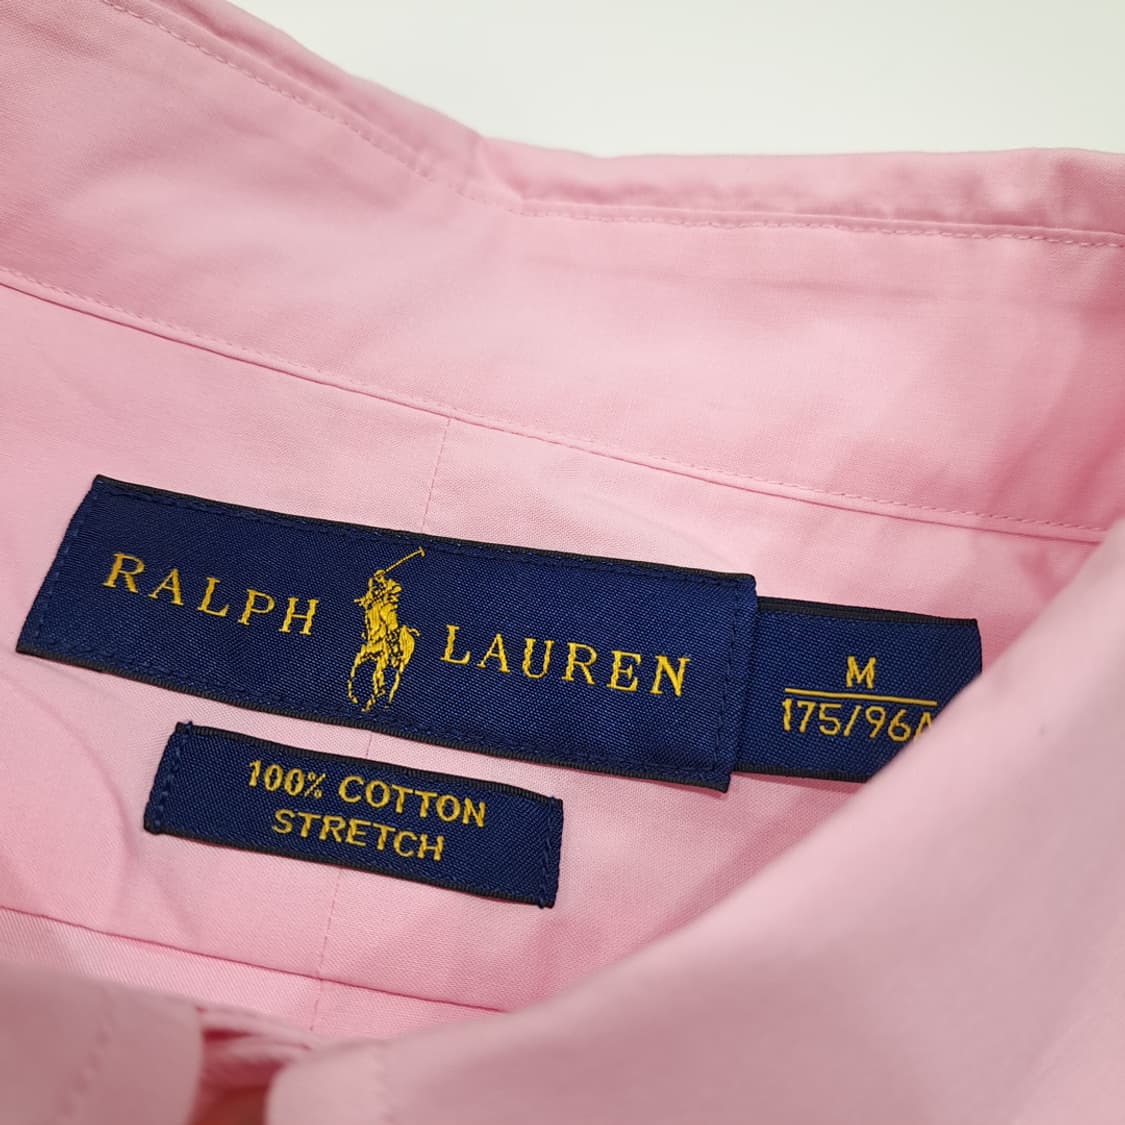 RALPH LAUREN
M
175/96A
100% COTTON
STRETCH